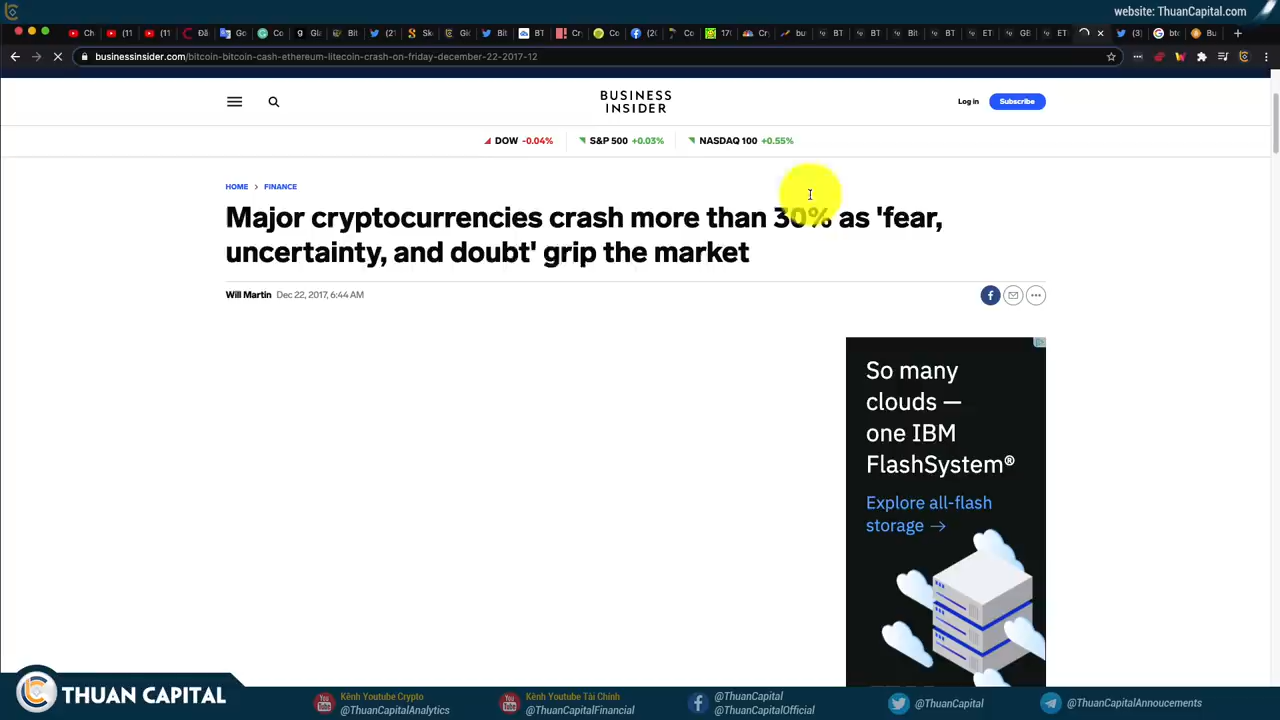 website: ThuanCapital.com
businessinsider.com/bitcoin-bitcoin-cash-ethereum-litecoin-crash-on-friday-december-22-2017-12
BUSINESS
INSIDER
Log in
Subscribe
DOW -0.04% S&P 500 +0.03% NASDAQ 100 +0.55%
HOME > FINANCE
Major cryptocurrencies crash more than 30% as 'fear,
uncertainty, and doubt' grip the market
Will Martin Dec 22, 2017, 6:44 AM
So many
clouds —
one IBM
FlashSystem®
Explore all-flash
storage →
THUAN CAPITAL
Kênh Youtube Crypto
@ThuanCapitalAnalytics
Kênh Youtube Tài Chính
@ThuanCapitalFinancial
@ThuanCapital
@ThuanCapitalOfficial
@ThuanCapital
@ThuanCapitalAnnoucements